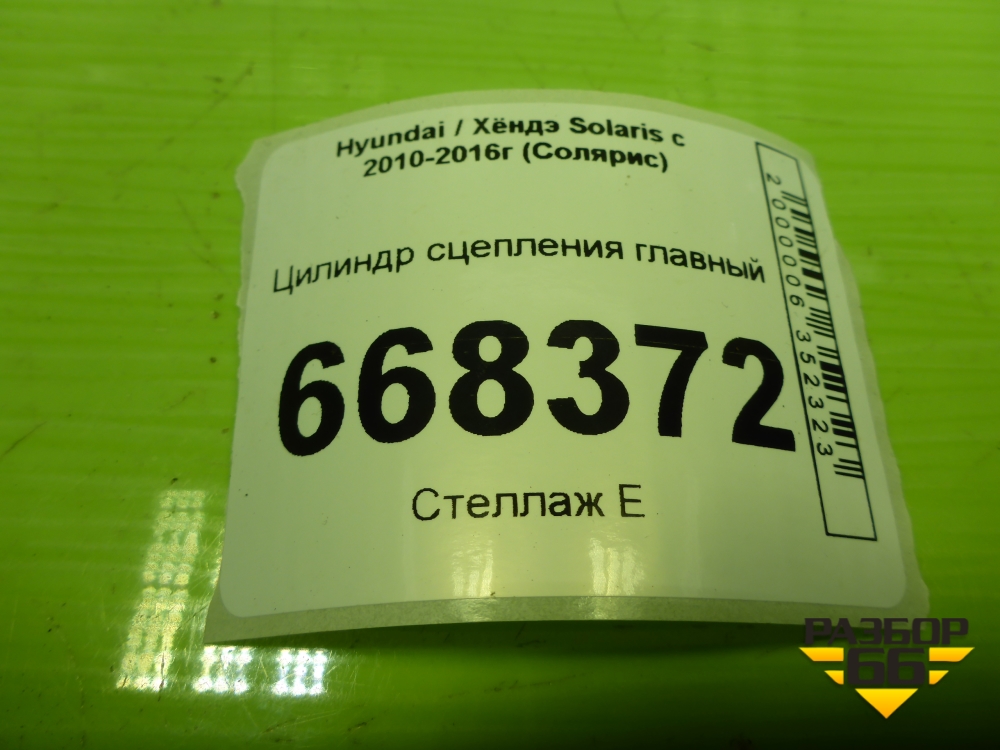 Hyundai / Хёндэ Solaris с
2010-2016г (Солярис)
Цилиндр сцепления главный
668372
Стеллаж Е
2000006352323
РАЗБОР
66